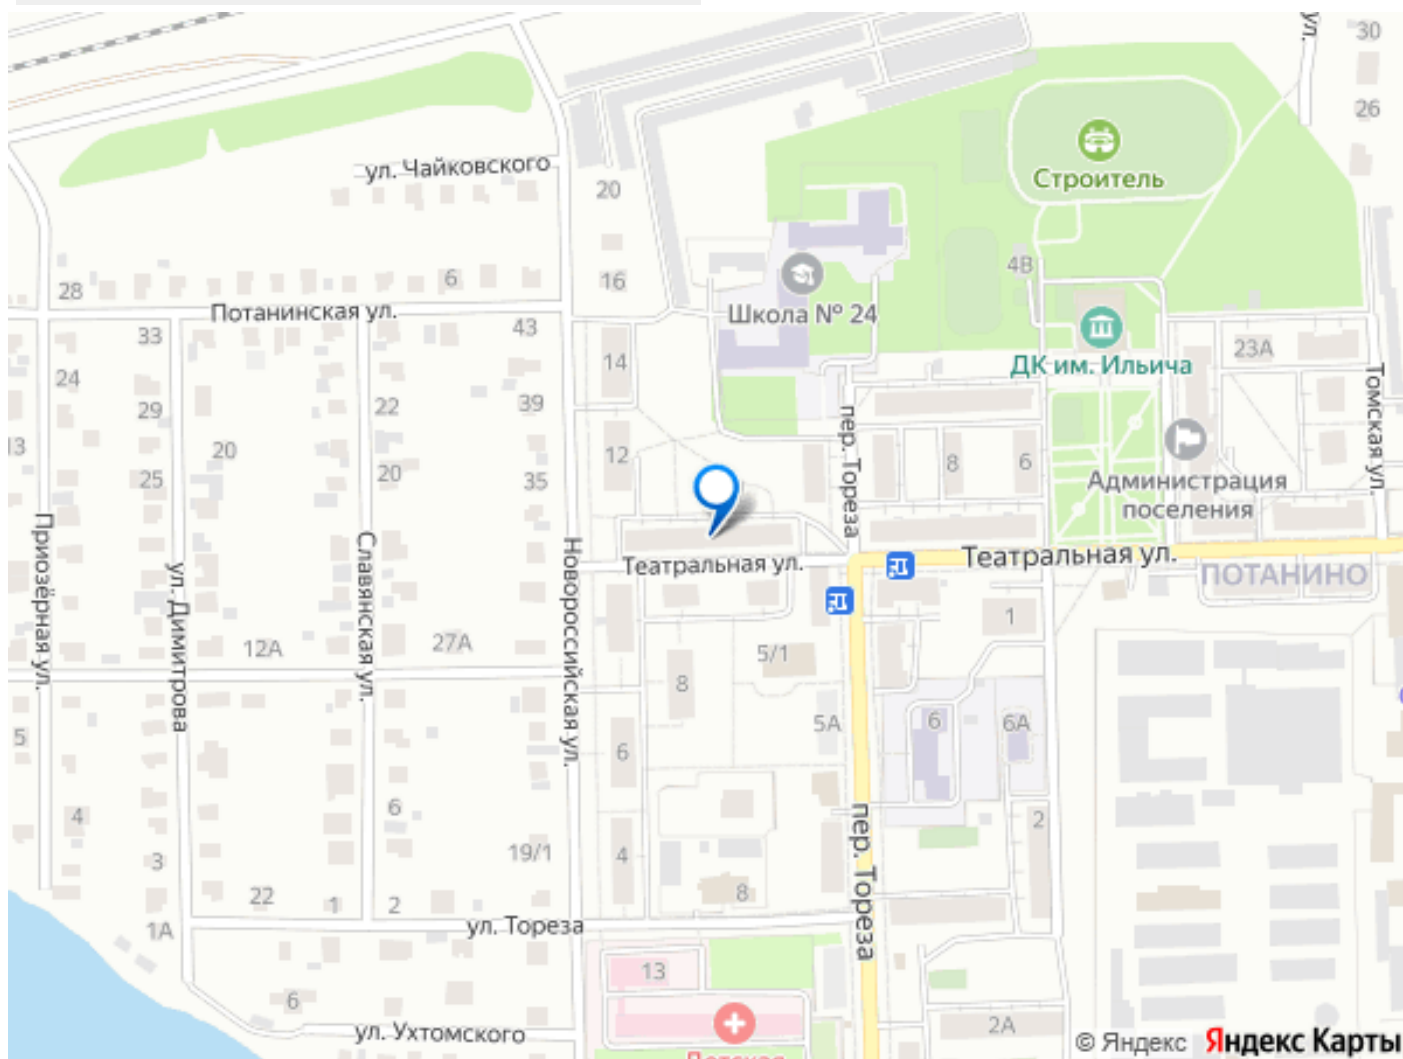 ул.
30
26
ул. Чайковского
20
Строитель
4В
28
6
16
Потанинская ул.
Школа № 24
33
43
14
23А
ДК им. Ильича
24
Томская ул.
29
22
39
пер. Тореза
13
20
12
8
6
25
20
35
Администрация
поселения
Приозёрная ул.
ул. Димитрова
Славянская ул.
Новороссийская ул.
Театральная ул.
Театральная ул.
ПОТАНИНО
1
12А
27А
5/1
8
5
5А
6
6А
6
4
6
2
3
19/1
4
пер. Тореза
22
1
2
8
1А
ул. Тореза
13
6
ул. Ухтомского
2А
Детская
© Яндекс Яндекс Карты